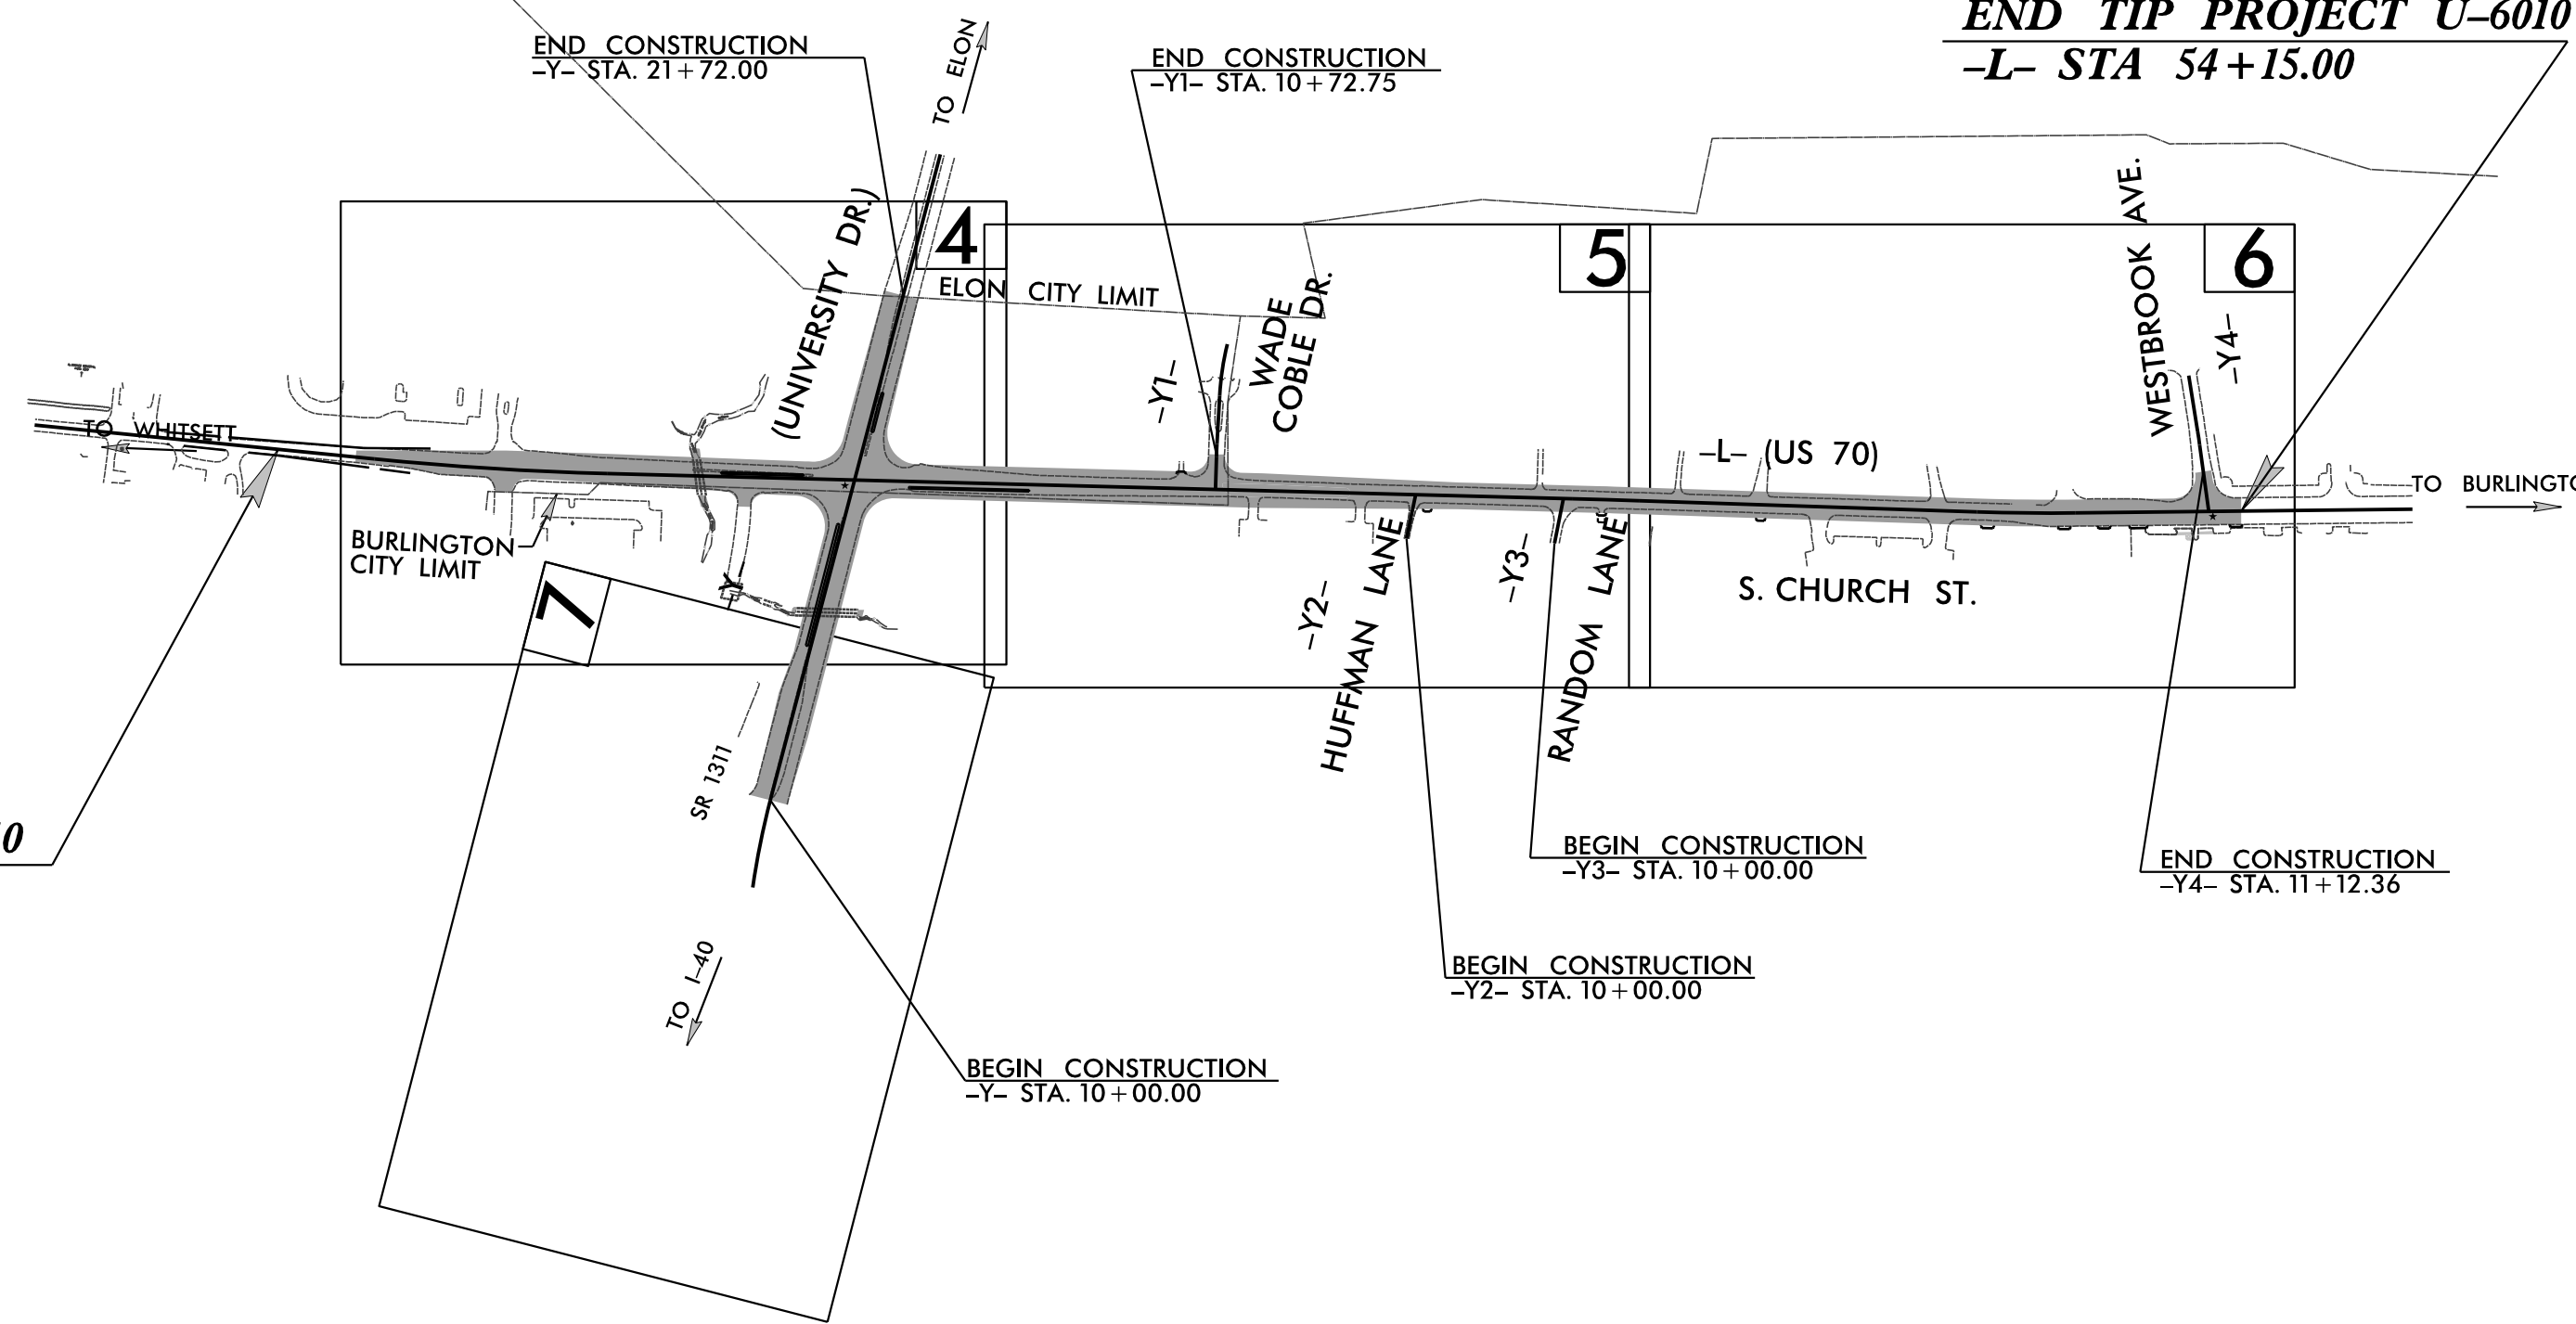 END TIP PROJECT U–6010
–L– STA 54+15.00
END CONSTRUCTION
–Y– STA. 21+72.00
TO ELON
END CONSTRUCTION
–Y1– STA. 10+72.75
(UNIVERSITY DR.)
4
ELON CITY LIMIT
5
6
WADE
COBLE DR.
–Y1–
WESTBROOK AVE.
–Y4–
TO WHITSETT
–L– (US 70)
TO BURLINGTO
BURLINGTON
CITY LIMIT
7
Y
–Y2–
HUFFMAN LANE
–Y3–
RANDOM LANE
S. CHURCH ST.
SR 1311
0
BEGIN CONSTRUCTION
–Y3– STA. 10+00.00
END CONSTRUCTION
–Y4– STA. 11+12.36
TO I–40
BEGIN CONSTRUCTION
–Y2– STA. 10+00.00
BEGIN CONSTRUCTION
–Y– STA. 10+00.00